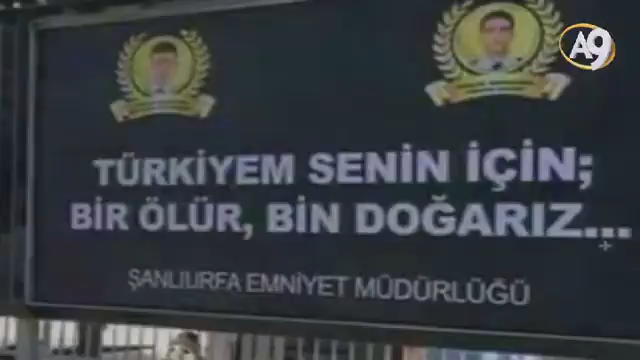 A9
TÜRKİYEM SENİN İÇİN;
BİR ÖLÜR, BİN DOĞARIZ...
ŞANLIURFA EMNİYET MÜDÜRLÜĞÜ